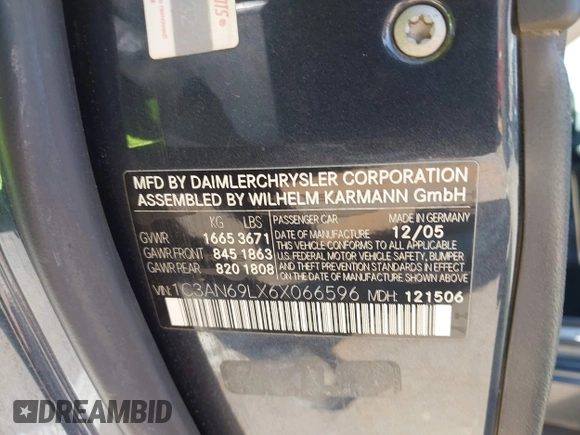 MFD BY DAIMLERCHRYSLER CORPORATION
ASSEMBLED BY WILHELM KARMANN GmbH
KG LBS
GVWR 1665 3671
GAWR FRONT 845 1863
GAWR REAR 820 1808
PASSENGER CAR MADE IN GERMANY
DATE OF MANUFACTURE 12/05
THIS VEHICLE CONFORMS TO ALL APPLICABLE
U.S. FEDERAL MOTOR VEHICLE SAFETY, BUMPER,
AND THEFT PREVENTION STANDARDS IN EFFECT
ON THE DATE OF MANUFACTURE SHOWN ABOVE
VIN: 1C3AN69LX6X066596 MDH: 121506
DREAMBID